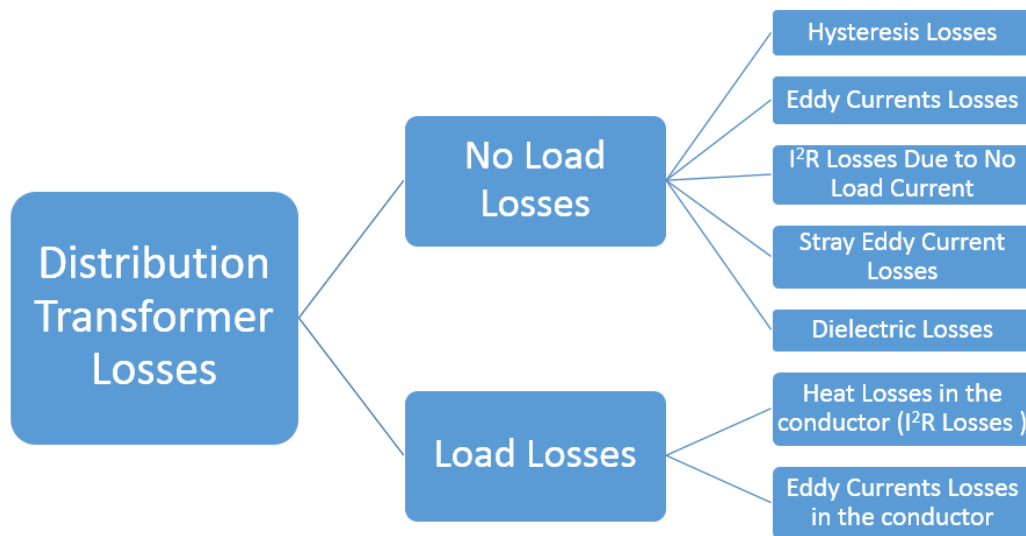 Distribution
Transformer
Losses
No Load
Losses
Load Losses
Hysteresis Losses
Eddy Currents Losses
I²R Losses Due to No
Load Current
Stray Eddy Current
Losses
Dielectric Losses
Heat Losses in the
conductor (I²R Losses )
Eddy Currents Losses
in the conductor